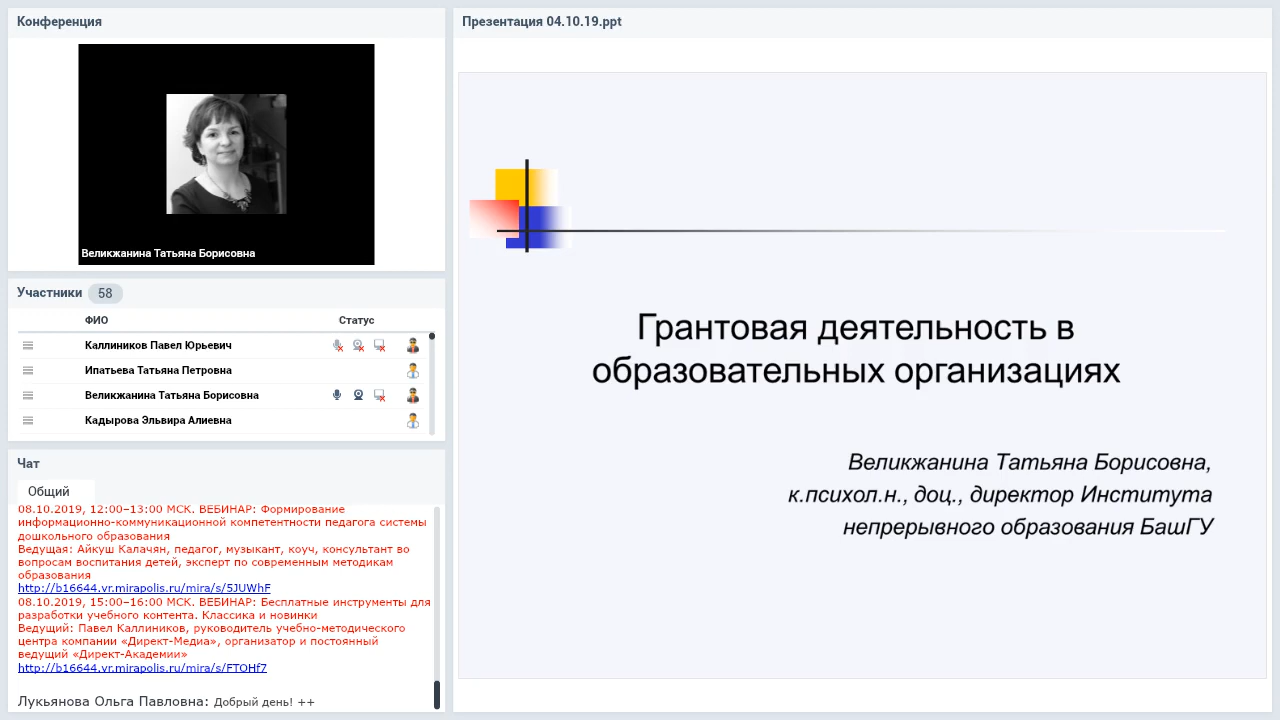 Конференция
Великжанина Татьяна Борисовна
Участники 58
ФИО Статус
Каллиников Павел Юрьевич
Ипатьева Татьяна Петровна
Великжанина Татьяна Борисовна
Кадырова Эльвира Алиевна
Чат
Общий
08.10.2019, 12:00–13:00 МСК. ВЕБИНАР: Формирование
информационно-коммуникационной компетентности педагога системы
дошкольного образования
Ведущая: Айкуш Калачян, педагог, музыкант, коуч, консультант во
вопросам воспитания детей, эксперт по современным методикам
образования
http://b16644.vr.mirapolis.ru/mira/s/5JUWhF
08.10.2019, 15:00–16:00 МСК. ВЕБИНАР: Бесплатные инструменты для
разработки учебного контента. Классика и новинки
Ведущий: Павел Каллиников, руководитель учебно-методического
центра компании «Директ-Медиа», организатор и постоянный
ведущий «Директ-Академии»
http://b16644.vr.mirapolis.ru/mira/s/FTOHf7
Лукьянова Ольга Павловна: Добрый день! ++
Презентация 04.10.19.ppt
Грантовая деятельность в
образовательных организациях
Великжанина Татьяна Борисовна,
к.психол.н., доц., директор Института
непрерывного образования БашГУ